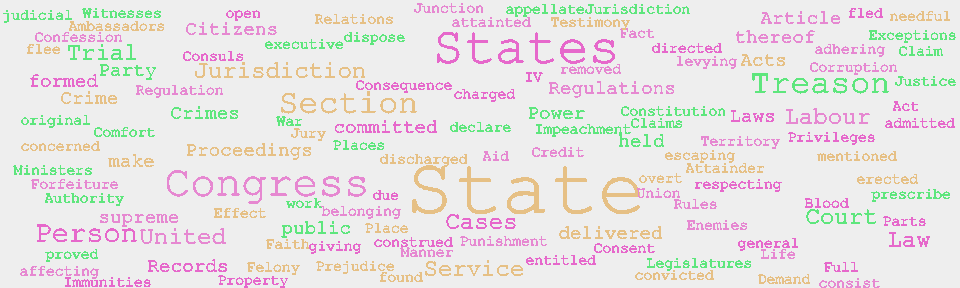 judicial Witnesses open Relations Junction appellate Jurisdiction Article fled needful
Ambassadors Citizens attainted Testimony Exceptions
Confession executive dispose States Fact thereof
flee Trial Consuls directed adhering Claim
Party Jurisdiction levying Acts
formed Regulation Consequence IV removed Regulations Treason Corruption Justice
Crime Section charged Act
original Crimes War Power Constitution Laws Labour admitted
Comfort Jury committed declare Impeachment Claims Privileges
concerned Places held Territory
make Proceedings discharged Aid Credit escaping mentioned
Ministers Attainder
Forfeiture Congress State overt respecting erected
Authority due Union prescribe
work Rules Blood
supreme Effect belonging Court Parts
Person United public Place Cases delivered Enemies Law
Faith giving construed Punishment general
proved Manner Consent Life
affecting Records Felony Prejudice Service entitled Legislatures Full
Immunities Property found convicted Demand consist